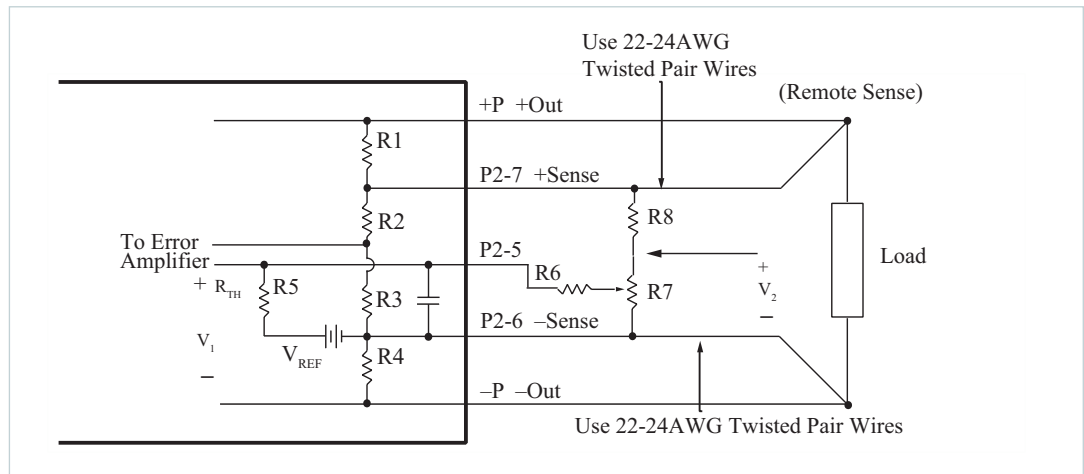 Use 22-24AWG
Twisted Pair Wires
(Remote Sense)
+P +Out
R1
P2-7 +Sense
R2
R8
To Error
Amplifier
P2-5
R6
+
Load
+ R_TH
R5
R3
R7
V_2
–
P2-6 –Sense
V_1
V_REF
R4
–
–P –Out
Use 22-24AWG Twisted Pair Wires